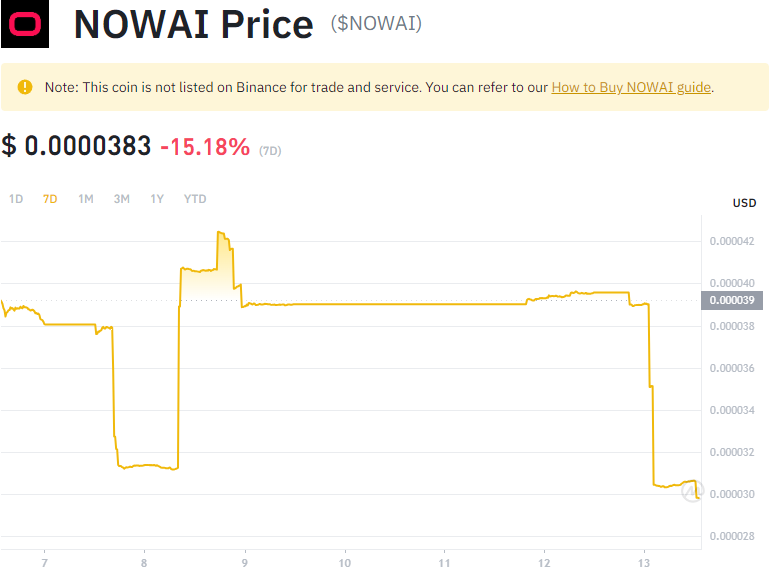 NOWAI Price ($NOWAI)
Note: This coin is not listed on Binance for trade and service. You can refer to our How to Buy NOWAI guide.
$ 0.0000383 -15.18% (7D)
1D 7D 1M 3M 1Y YTD
USD
0.000042
0.000040
0.000039
0.000038
0.000036
0.000034
0.000032
0.000030
0.000028
7 8 9 10 11 12 13